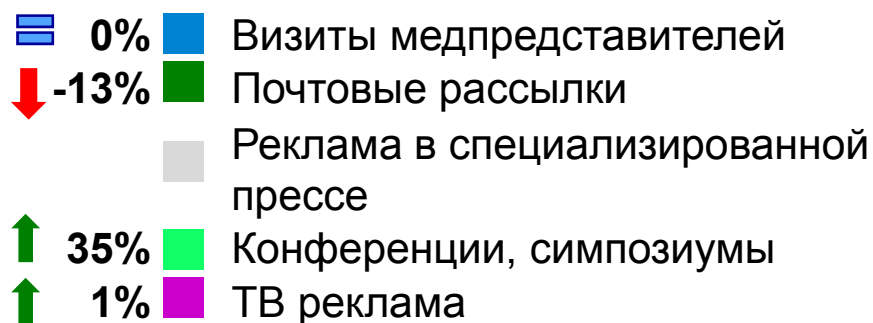 0% Визиты медпредставителей
-13% Почтовые рассылки
Реклама в специализированной
прессе
35% Конференции, симпозиумы
1% ТВ реклама